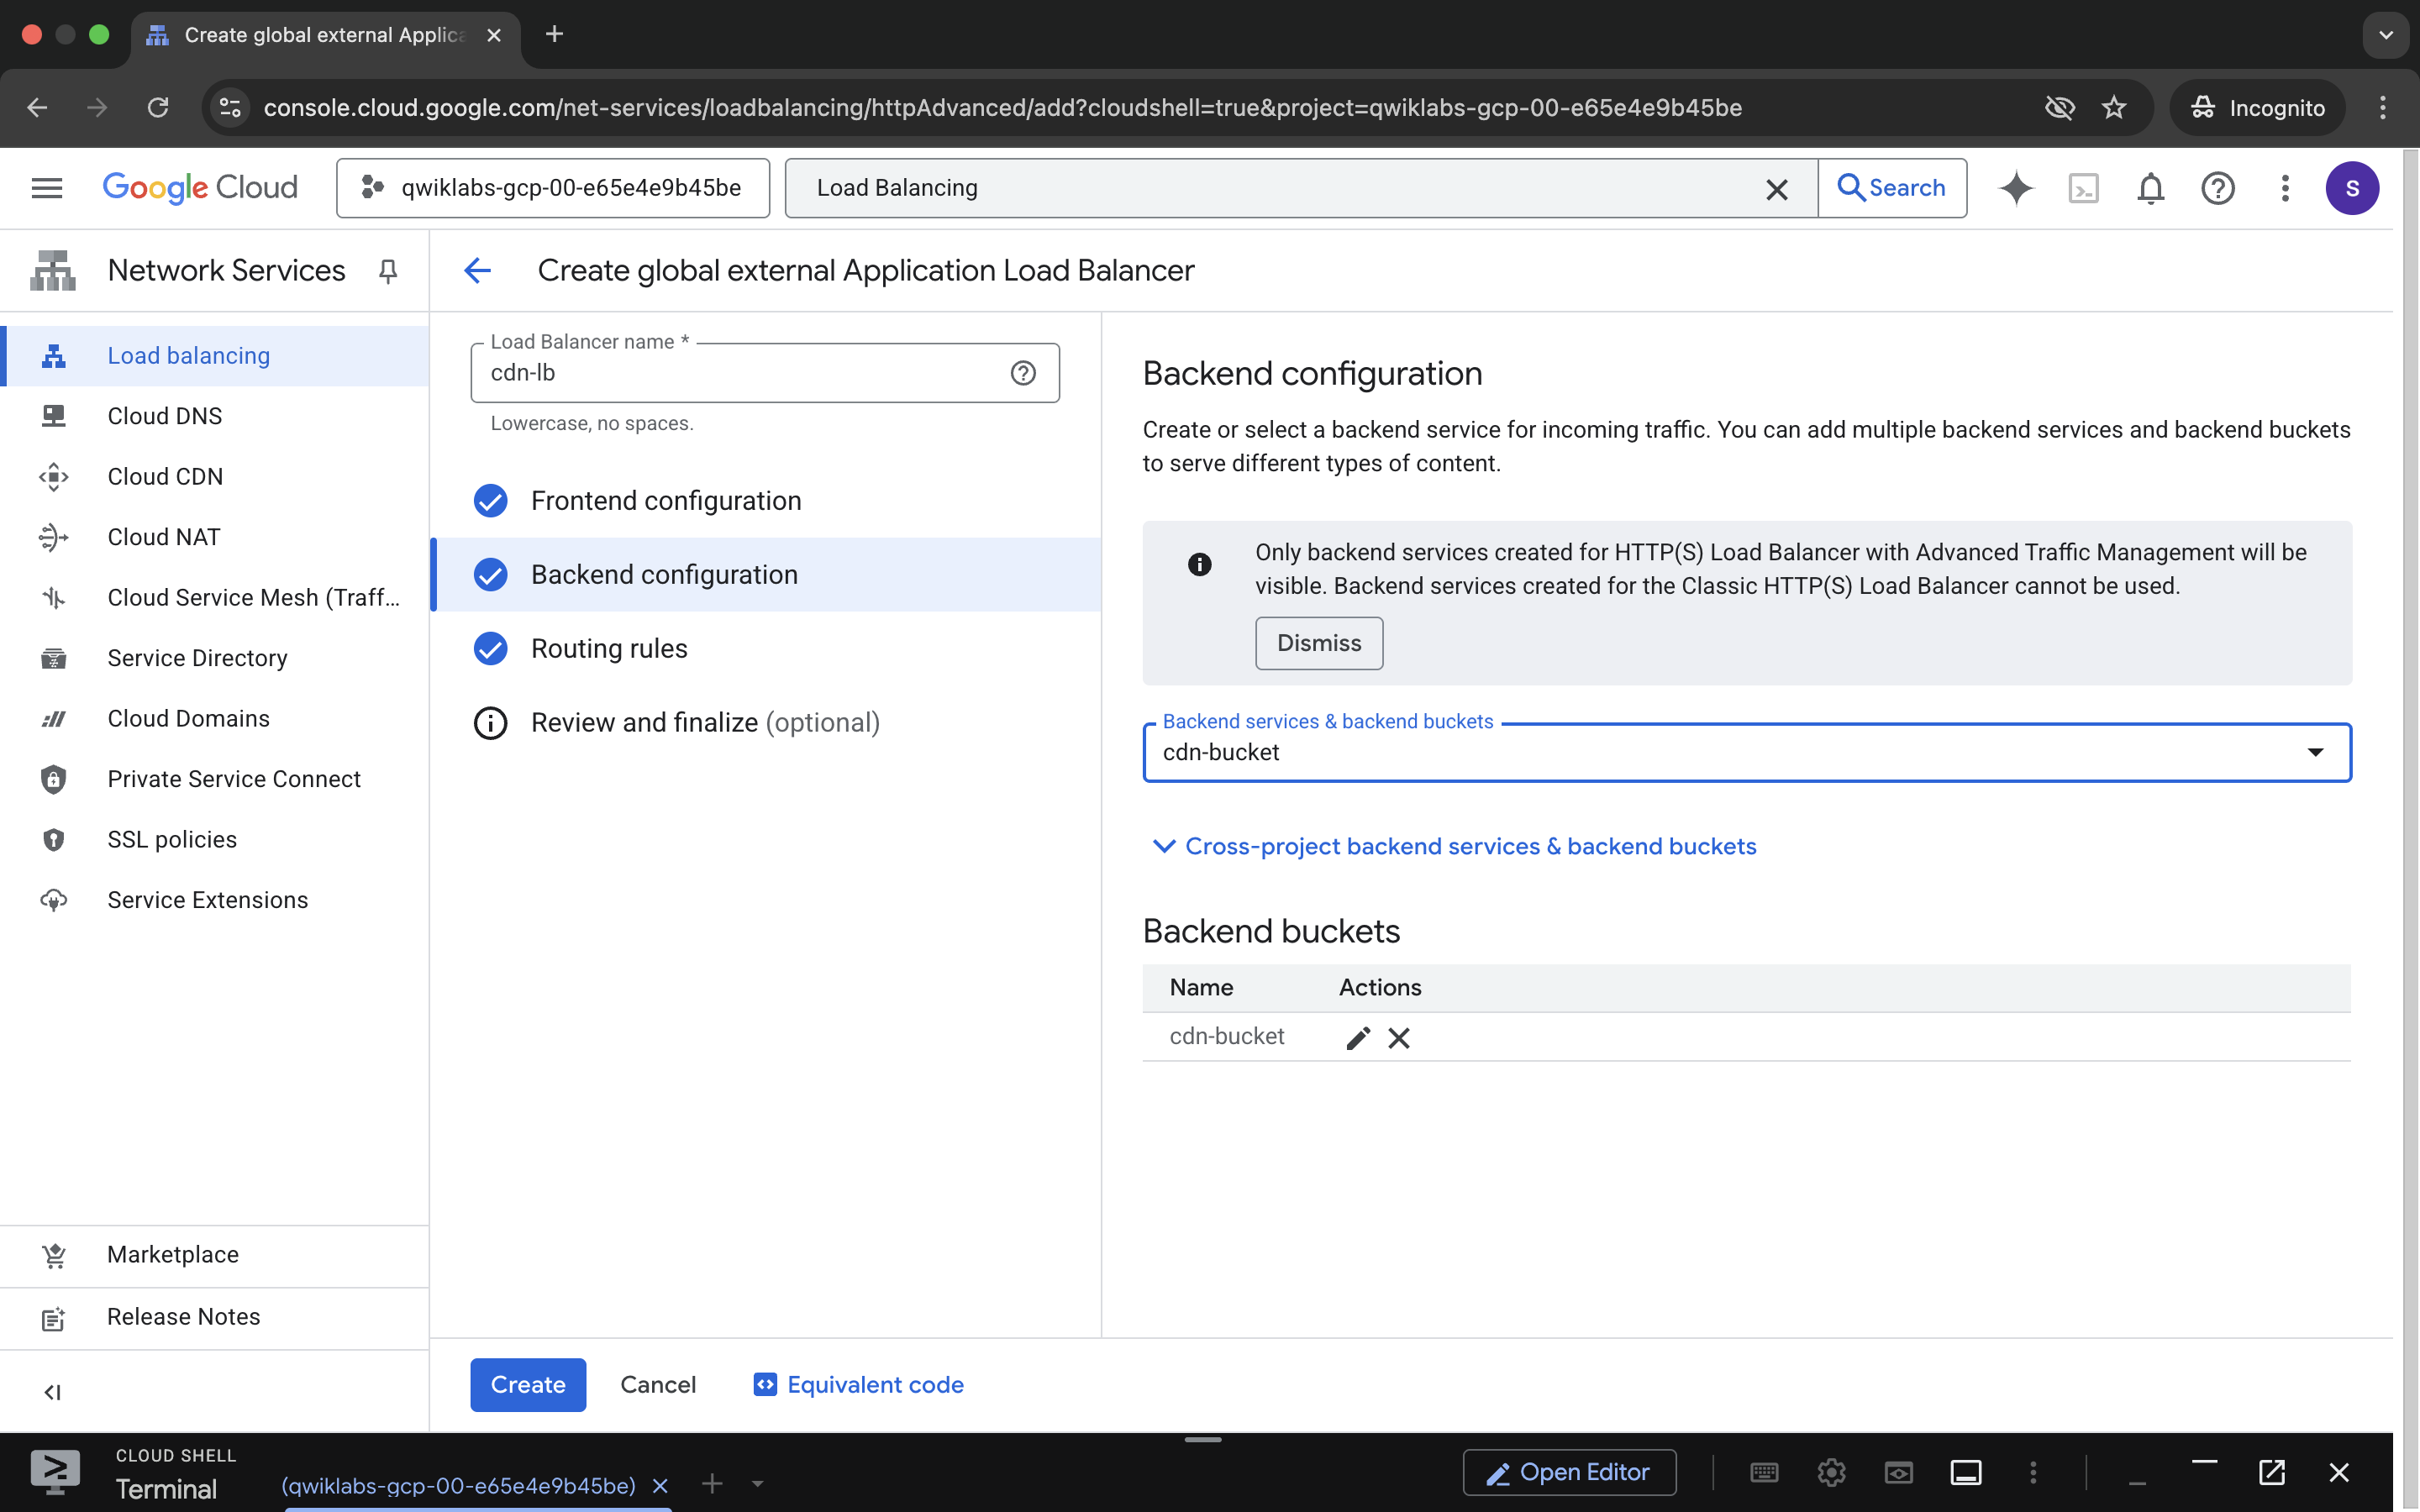 Create global external Applica
console.cloud.google.com/net-services/loadbalancing/httpAdvanced/add?cloudshell=true&project=qwiklabs-gcp-00-e65e4e9b45be
Incognito
Google Cloud
qwiklabs-gcp-00-e65e4e9b45be
Load Balancing
Search
S
Network Services
Create global external Application Load Balancer
Load balancing
Cloud DNS
Cloud CDN
Cloud NAT
Cloud Service Mesh (Traff...
Service Directory
Cloud Domains
Private Service Connect
SSL policies
Service Extensions
Marketplace
Release Notes
Load Balancer name *
cdn-lb
Lowercase, no spaces.
Frontend configuration
Backend configuration
Routing rules
Review and finalize (optional)
Backend configuration
Create or select a backend service for incoming traffic. You can add multiple backend services and backend buckets
to serve different types of content.
Only backend services created for HTTP(S) Load Balancer with Advanced Traffic Management will be
visible. Backend services created for the Classic HTTP(S) Load Balancer cannot be used.
Dismiss
Backend services & backend buckets
cdn-bucket
Cross-project backend services & backend buckets
Backend buckets
Name Actions
cdn-bucket
Create
Cancel
Equivalent code
CLOUD SHELL
Terminal
(qwiklabs-gcp-00-e65e4e9b45be)
Open Editor